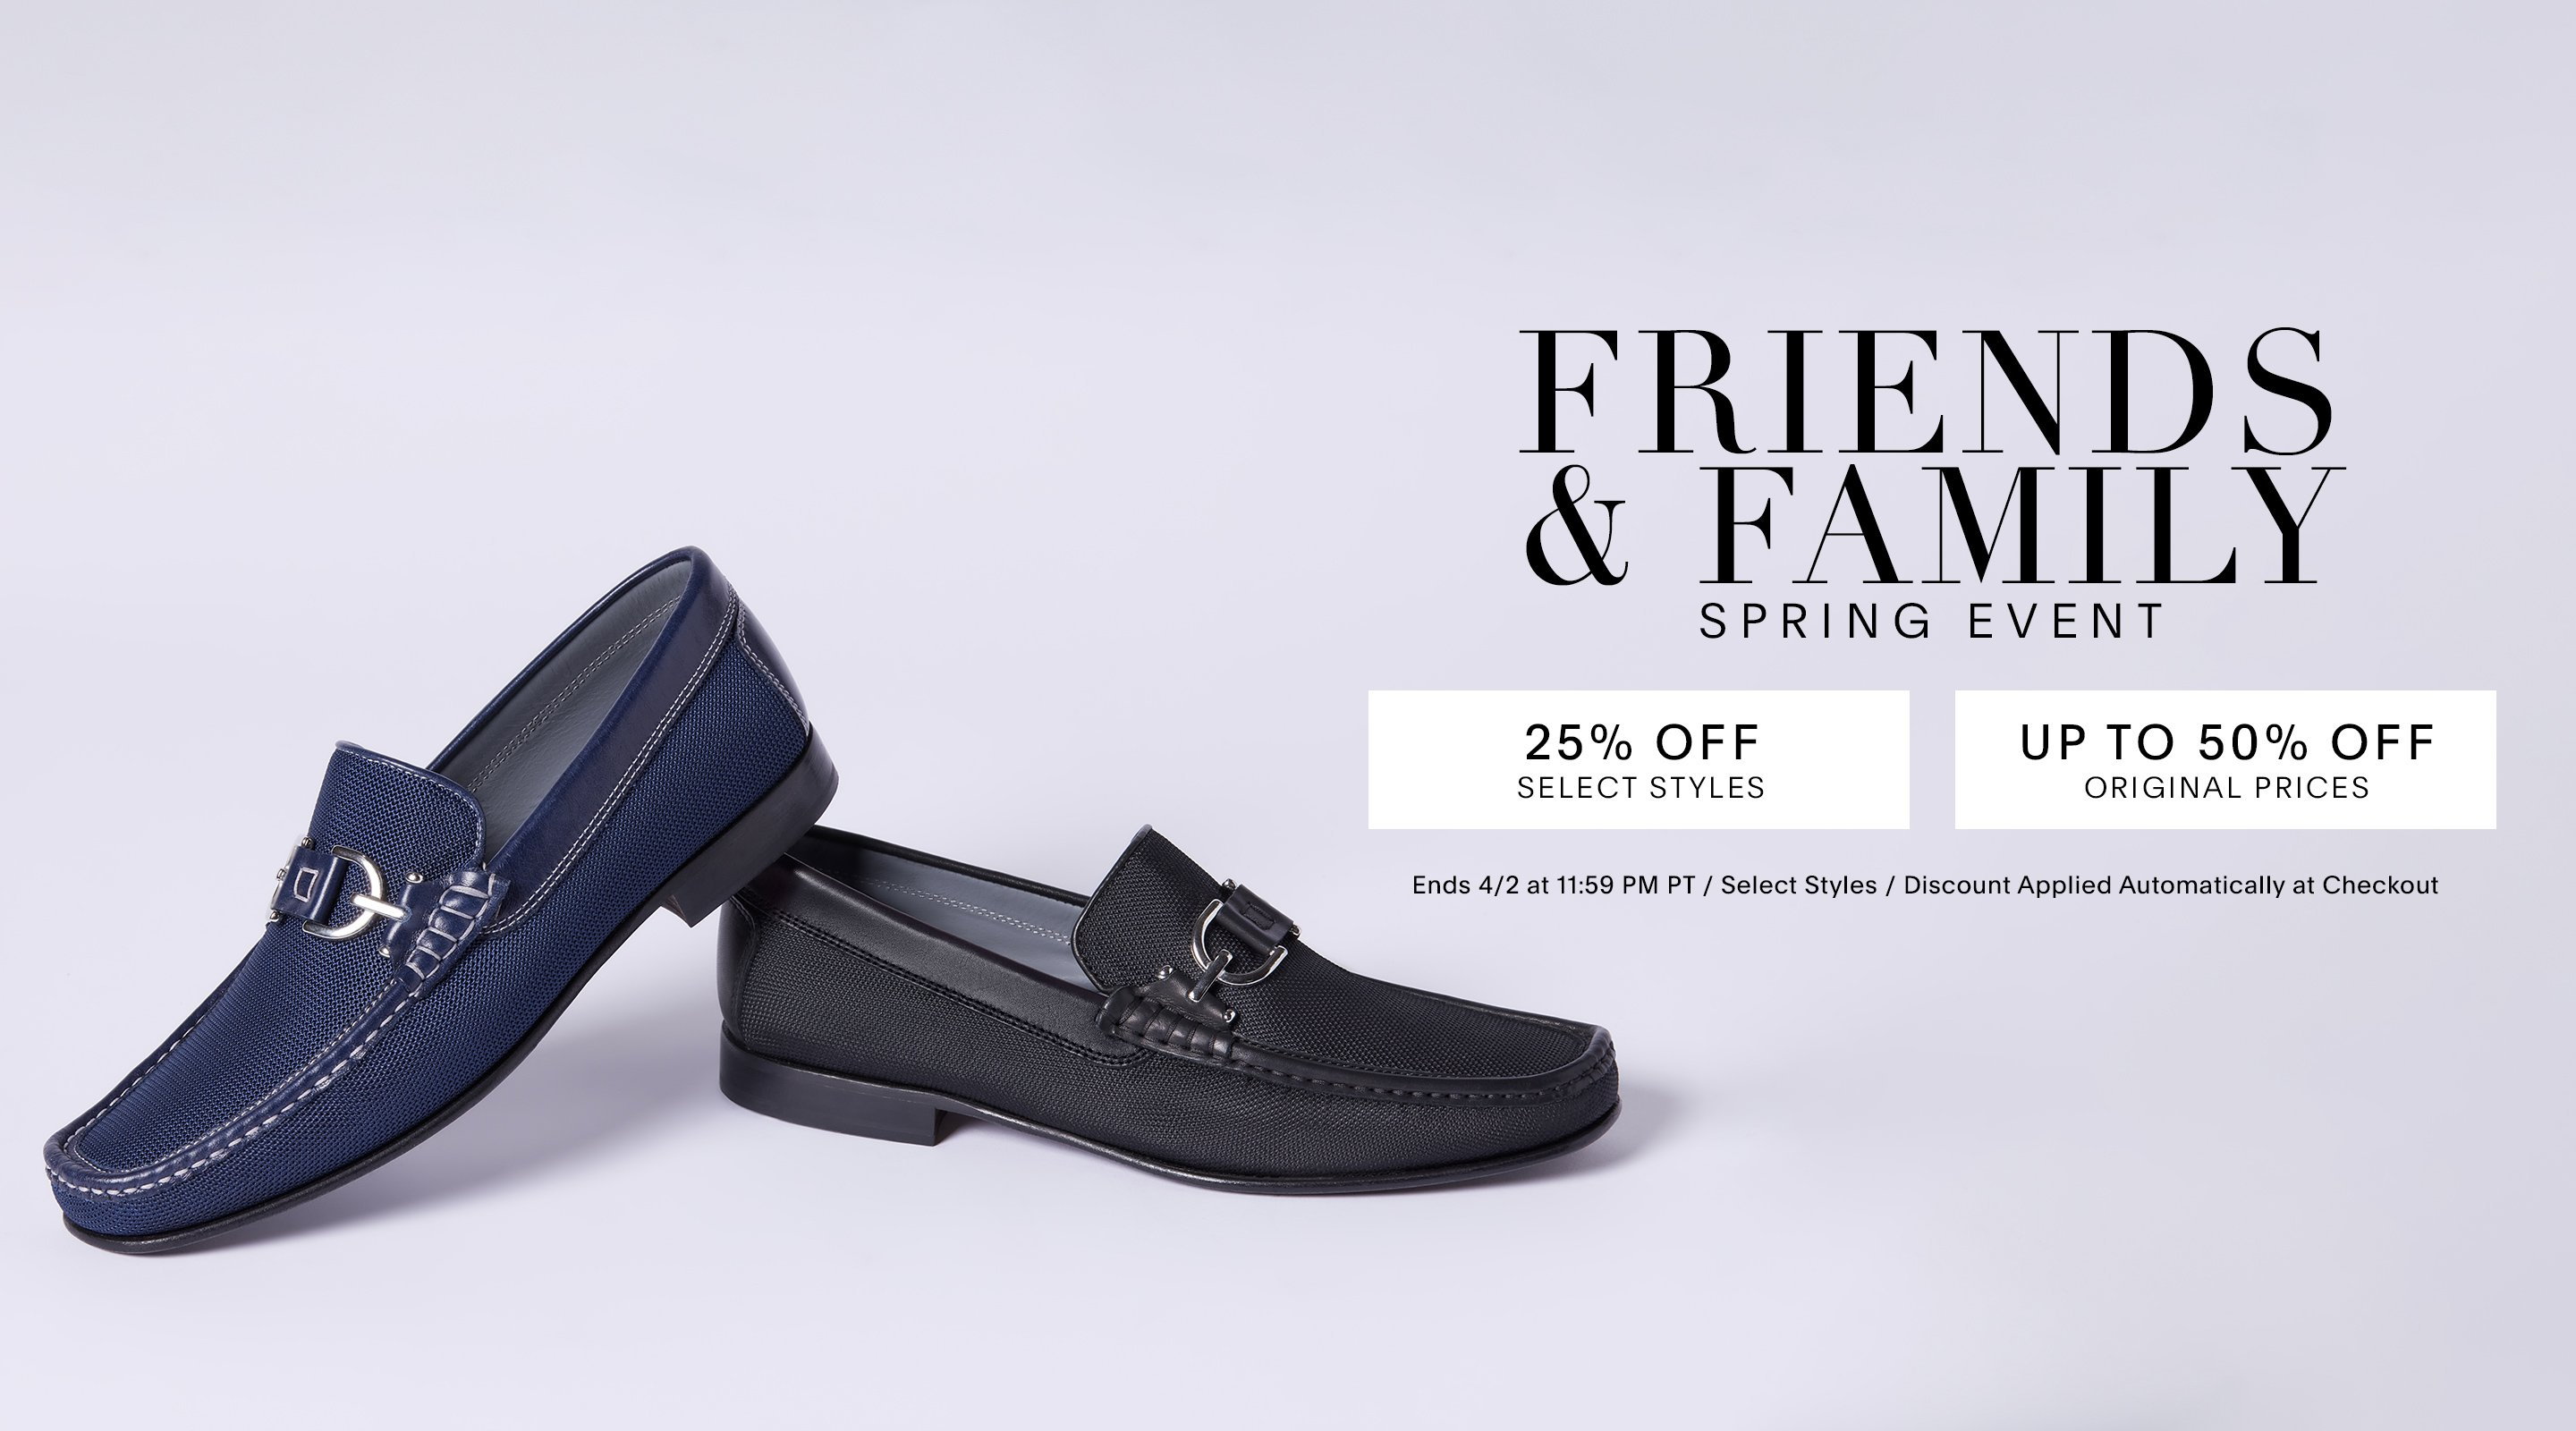 FRIENDS
& FAMILY
SPRING EVENT
25% OFF
SELECT STYLES
UP TO 50% OFF
ORIGINAL PRICES
Ends 4/2 at 11:59 PM PT / Select Styles / Discount Applied Automatically at Checkout